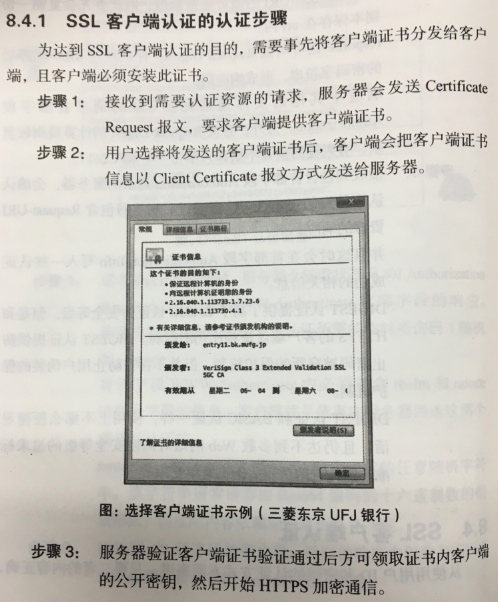 8.4.1 SSL 客户端认证的认证步骤
为达到 SSL 客户端认证的目的，需要事先将客户端证书分发给客户
端，且客户端必须安装此证书。
步骤 1： 接收到需要认证资源的请求，服务器会发送 Certificate
Request 报文，要求客户端提供客户端证书。
步骤 2： 用户选择将发送的客户端证书后，客户端会把客户端证书
信息以 Client Certificate 报文方式发送给服务器。
常规 详细信息 证书路径
证书信息
这个证书的目的如下：
• 保证远程计算机的身份
• 向远程计算机证明您的身份
• 2.16.840.1.113733.1.7.23.6
• 2.16.840.1.113730.4.1
* 有关详细信息，请参考证书颁发机构的说明。
颁发给： entry11.bk.mufg.jp
颁发者： VeriSign Class 3 Extended Validation SSL
SGC CA
有效期从 星期二 06- 04 到 星期六 08-
颁发者说明(S)
了解证书的详细信息
确定
图：选择客户端证书示例（三菱东京 UFJ 银行）
步骤 3： 服务器验证客户端证书验证通过后方可领取证书内客户端
的公开密钥，然后开始 HTTPS 加密通信。